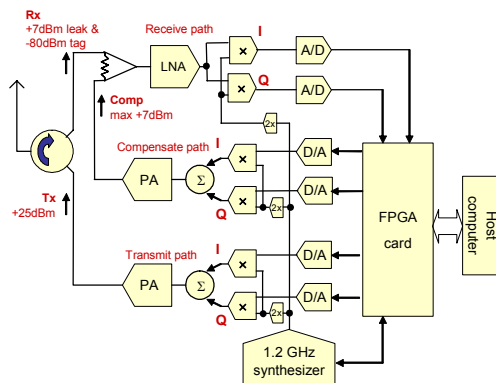 Rx
+7dBm leak &
-80dBm tag
Receive path
I
LNA
×
A/D
Q
×
A/D
Comp
max +7dBm
2x
Compensate path
I
×
D/A
PA
Σ
D/A
Q
×
2x
Tx
+25dBm
FPGA
card
Host
computer
Transmit path
I
×
D/A
PA
Σ
D/A
Q
×
2x
1.2 GHz
synthesizer